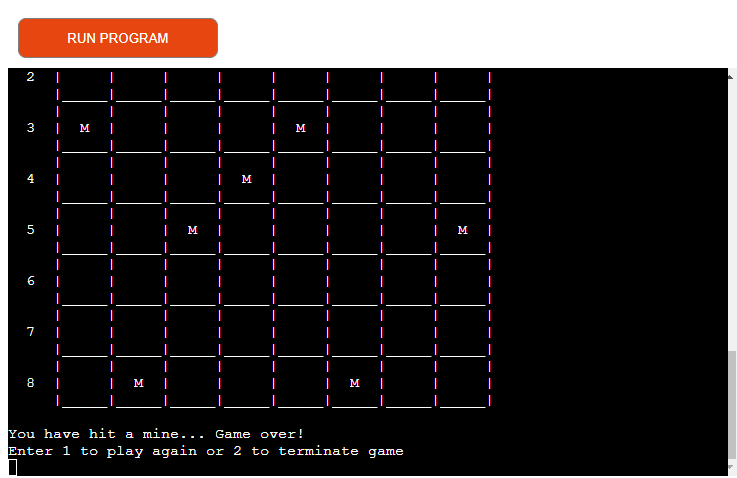 RUN PROGRAM
2
3 M M
4 M
5 M M
6
7
8 M M
You have hit a mine... Game over!
Enter 1 to play again or 2 to terminate game